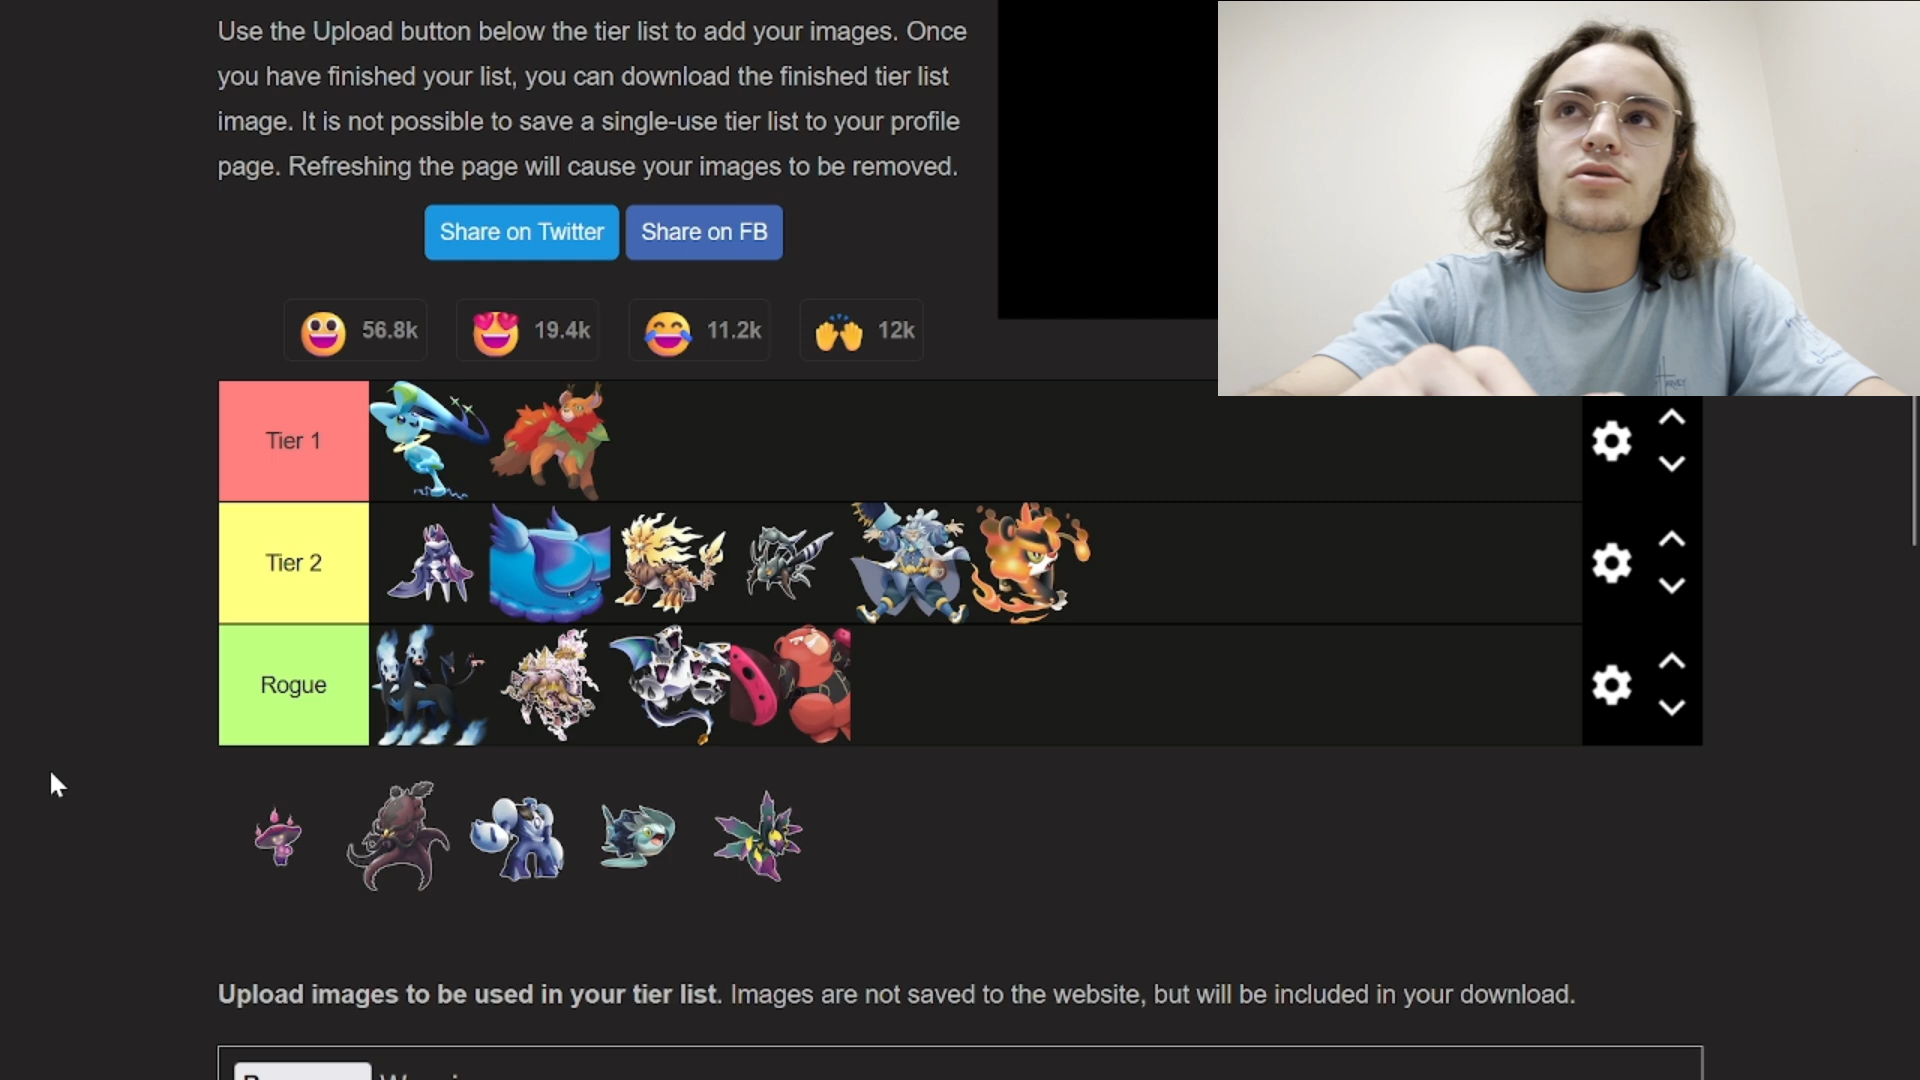 Use the Upload button below the tier list to add your images. Once
you have finished your list, you can download the finished tier list
image. It is not possible to save a single-use tier list to your profile
page. Refreshing the page will cause your images to be removed.
Share on Twitter Share on FB
56.8k 19.4k 11.2k 12k
Tier 1
Tier 2
Rogue
Upload images to be used in your tier list. Images are not saved to the website, but will be included in your download.